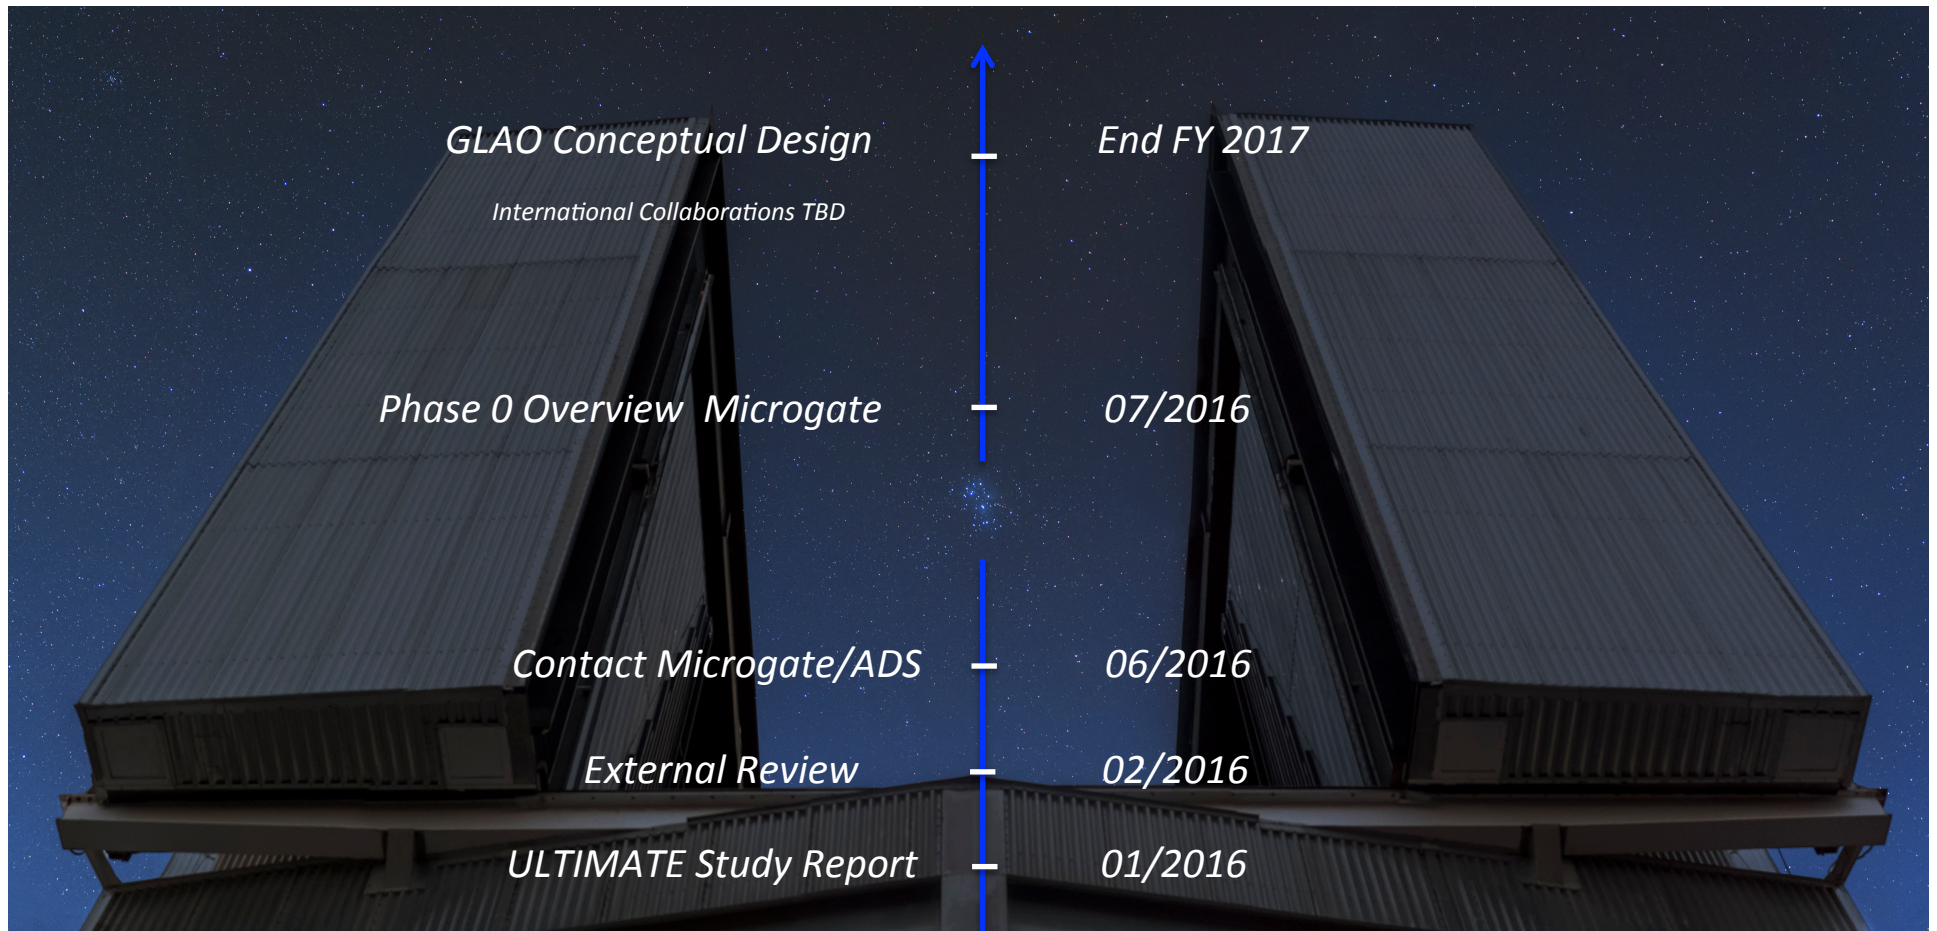 GLAO Conceptual Design End FY 2017
International Collaborations TBD
Phase 0 Overview Microgate 07/2016
Contact Microgate/ADS 06/2016
External Review 02/2016
ULTIMATE Study Report 01/2016